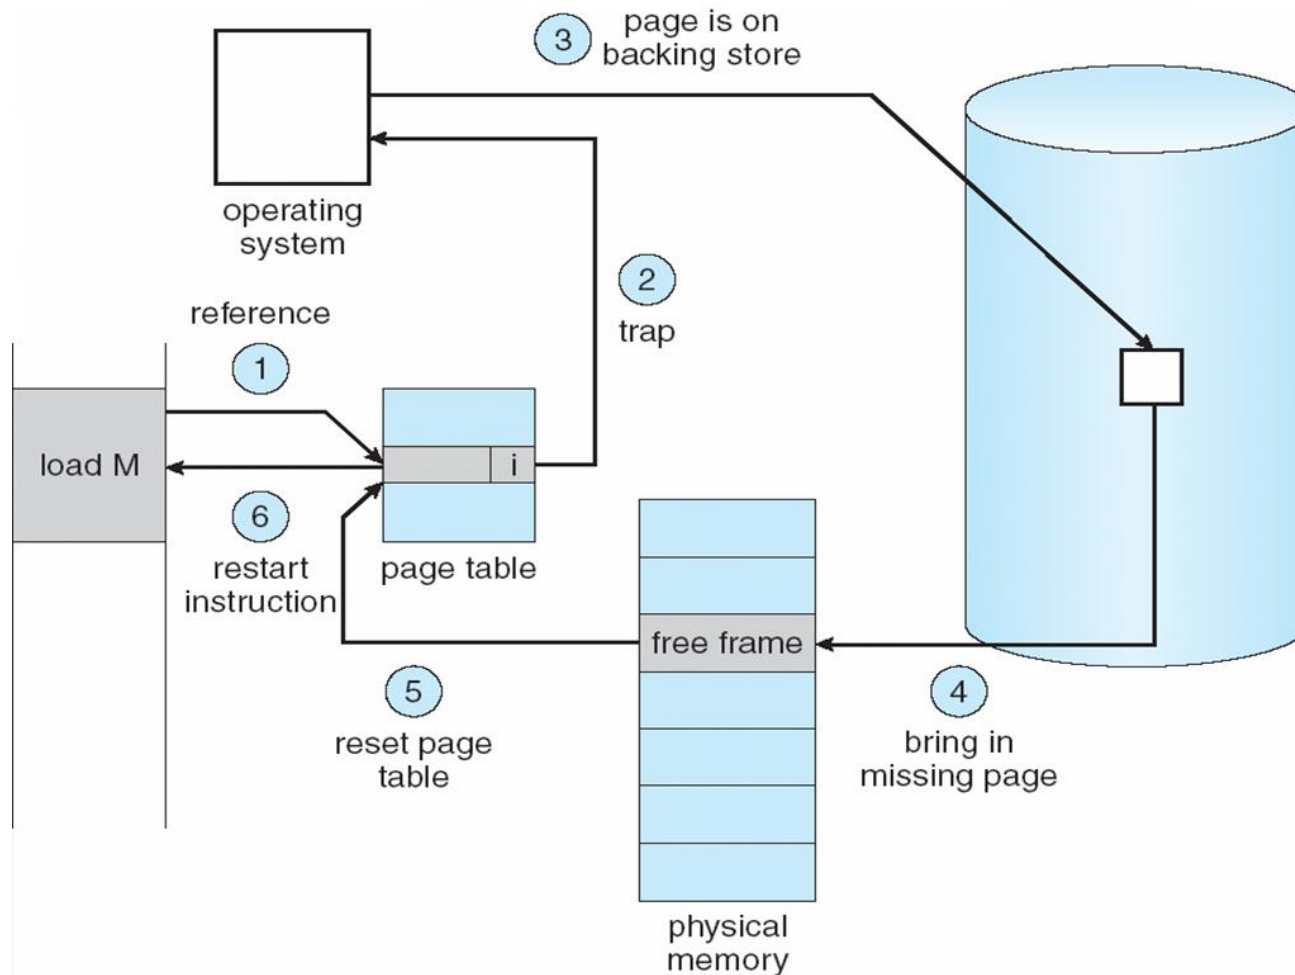 3
page is on
backing store
operating
system
2
trap
reference
1
load M
i
6
restart
instruction
page table
free frame
5
reset page
table
4
bring in
missing page
physical
memory